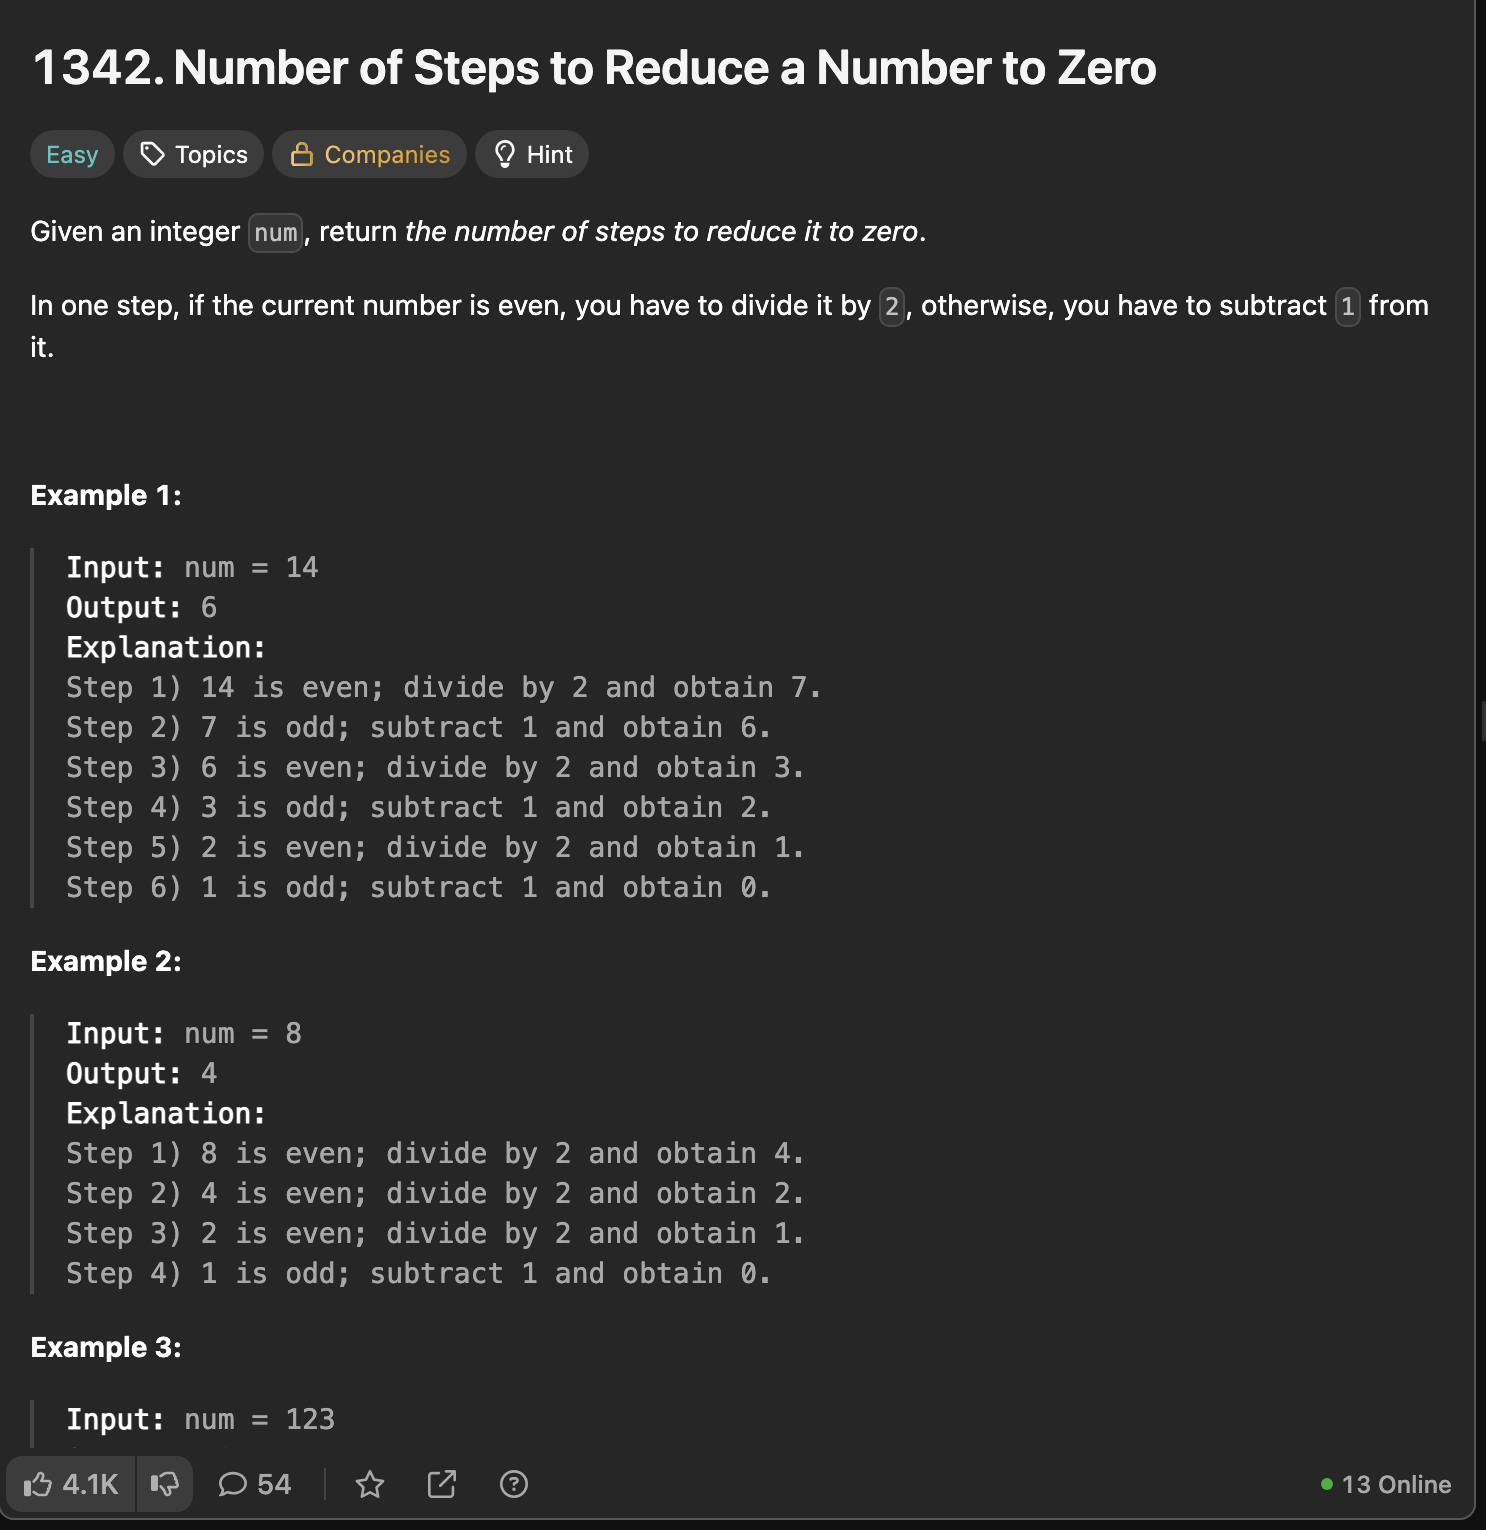 1342. Number of Steps to Reduce a Number to Zero
Easy Topics Companies Hint
Given an integer num, return the number of steps to reduce it to zero.
In one step, if the current number is even, you have to divide it by 2, otherwise, you have to subtract 1 from
it.
Example 1:
Input: num = 14
Output: 6
Explanation:
Step 1) 14 is even; divide by 2 and obtain 7.
Step 2) 7 is odd; subtract 1 and obtain 6.
Step 3) 6 is even; divide by 2 and obtain 3.
Step 4) 3 is odd; subtract 1 and obtain 2.
Step 5) 2 is even; divide by 2 and obtain 1.
Step 6) 1 is odd; subtract 1 and obtain 0.
Example 2:
Input: num = 8
Output: 4
Explanation:
Step 1) 8 is even; divide by 2 and obtain 4.
Step 2) 4 is even; divide by 2 and obtain 2.
Step 3) 2 is even; divide by 2 and obtain 1.
Step 4) 1 is odd; subtract 1 and obtain 0.
Example 3:
Input: num = 123
4.1K 54 13 Online